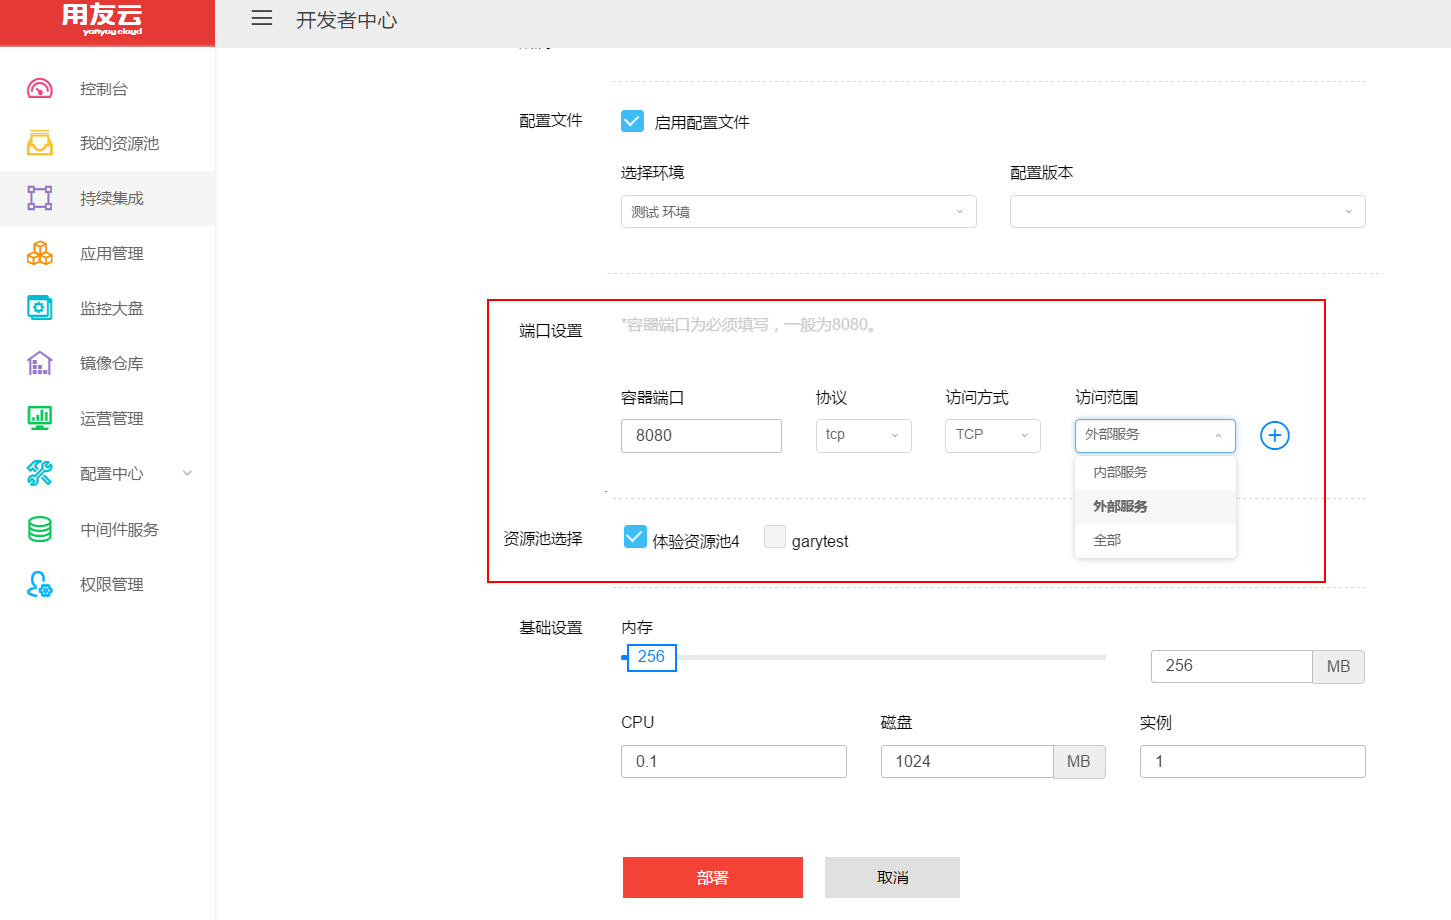 用友云
yonyou cloud
开发者中心
控制台
我的资源池
持续集成
应用管理
监控大盘
镜像仓库
运营管理
配置中心
中间件服务
权限管理
配置文件
启用配置文件
选择环境
配置版本
测试 环境
端口设置
*容器端口为必须填写，一般为8080。
容器端口
协议
访问方式
访问范围
8080
tcp
TCP
外部服务
内部服务
外部服务
全部
资源池选择
体验资源池4
garytest
基础设置
内存
256
256
MB
CPU
磁盘
实例
0.1
1024
MB
1
部署
取消